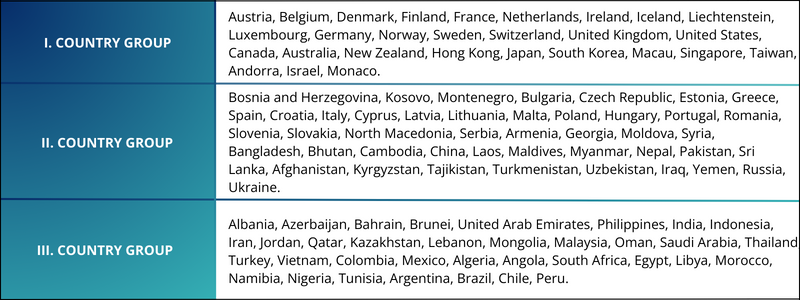 I. COUNTRY GROUP
Austria, Belgium, Denmark, Finland, France, Netherlands, Ireland, Iceland, Liechtenstein,
Luxembourg, Germany, Norway, Sweden, Switzerland, United Kingdom, United States,
Canada, Australia, New Zealand, Hong Kong, Japan, South Korea, Macau, Singapore, Taiwan,
Andorra, Israel, Monaco.
II. COUNTRY GROUP
Bosnia and Herzegovina, Kosovo, Montenegro, Bulgaria, Czech Republic, Estonia, Greece,
Spain, Croatia, Italy, Cyprus, Latvia, Lithuania, Malta, Poland, Hungary, Portugal, Romania,
Slovenia, Slovakia, North Macedonia, Serbia, Armenia, Georgia, Moldova, Syria,
Bangladesh, Bhutan, Cambodia, China, Laos, Maldives, Myanmar, Nepal, Pakistan, Sri
Lanka, Afghanistan, Kyrgyzstan, Tajikistan, Turkmenistan, Uzbekistan, Iraq, Yemen, Russia,
Ukraine.
III. COUNTRY GROUP
Albania, Azerbaijan, Bahrain, Brunei, United Arab Emirates, Philippines, India, Indonesia,
Iran, Jordan, Qatar, Kazakhstan, Lebanon, Mongolia, Malaysia, Oman, Saudi Arabia, Thailand
Turkey, Vietnam, Colombia, Mexico, Algeria, Angola, South Africa, Egypt, Libya, Morocco,
Namibia, Nigeria, Tunisia, Argentina, Brazil, Chile, Peru.